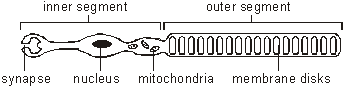 inner segment outer segment
synapse nucleus mitochondria membrane disks